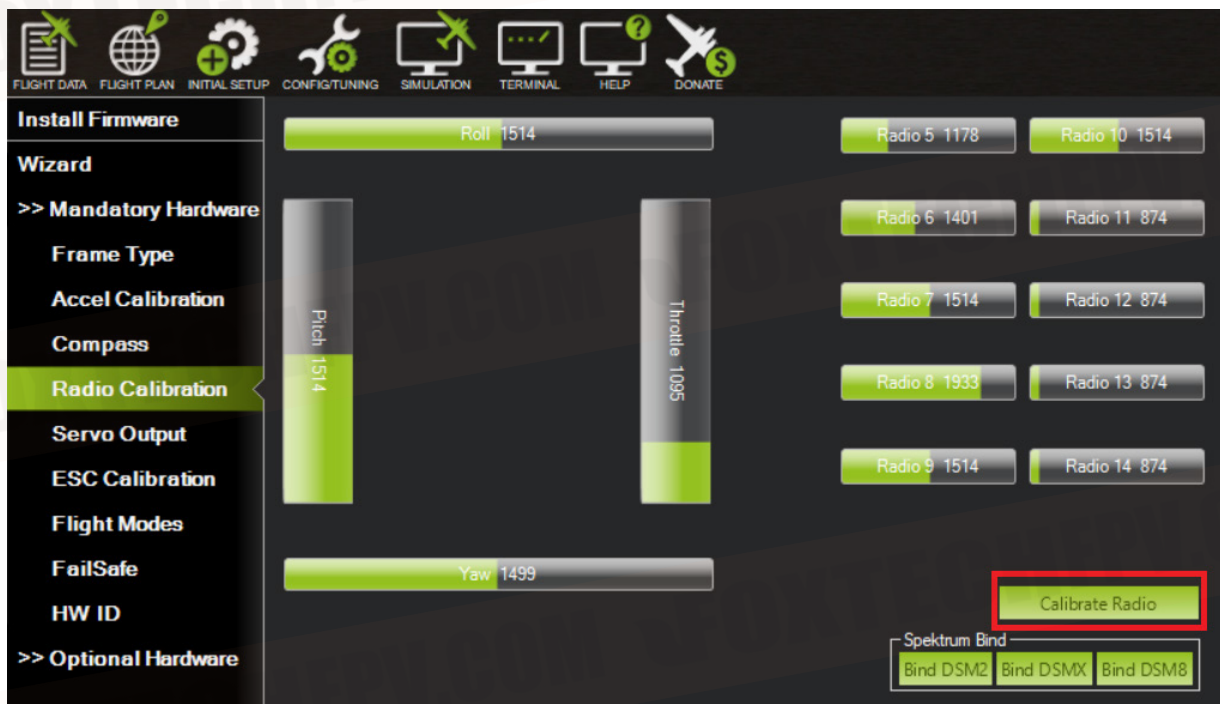 FLIGHT DATA
FLIGHT PLAN
INITIAL SETUP
CONFIG/TUNING
SIMULATION
TERMINAL
HELP
DONATE
Install Firmware
Wizard
>> Mandatory Hardware
Frame Type
Accel Calibration
Compass
Radio Calibration
Servo Output
ESC Calibration
Flight Modes
FailSafe
HW ID
>> Optional Hardware
Roll 1514
Pitch 1514
Throttle 1095
Yaw 1499
Radio 5 1178
Radio 10 1514
Radio 6 1401
Radio 11 874
Radio 7 1514
Radio 12 874
Radio 8 1933
Radio 13 874
Radio 9 1514
Radio 14 874
Calibrate Radio
Spektrum Bind
Bind DSM2
Bind DSMX
Bind DSM8